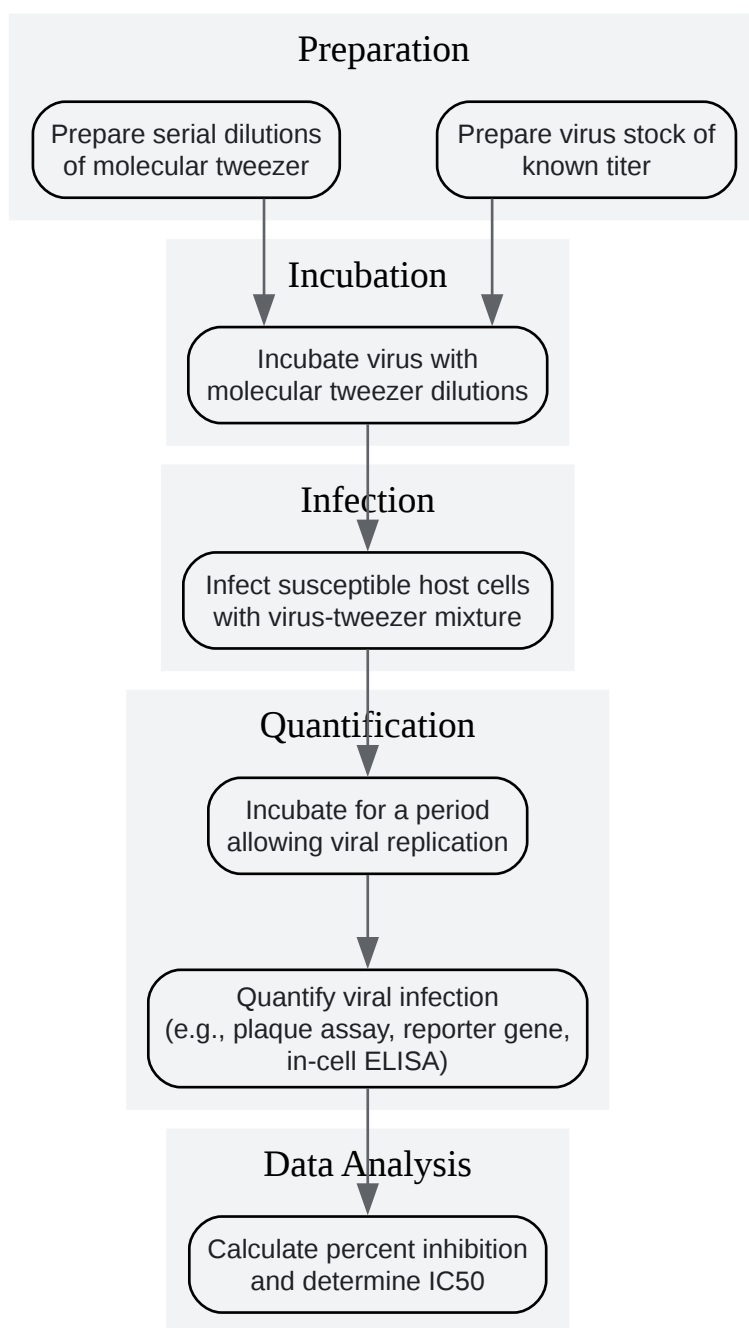 Preparation
Prepare serial dilutions
of molecular tweezer
Prepare virus stock of
known titer
Incubation
Incubate virus with
molecular tweezer dilutions
Infection
Infect susceptible host cells
with virus-tweezer mixture
Quantification
Incubate for a period
allowing viral replication
Quantify viral infection
(e.g., plaque assay, reporter gene,
in-cell ELISA)
Data Analysis
Calculate percent inhibition
and determine IC50